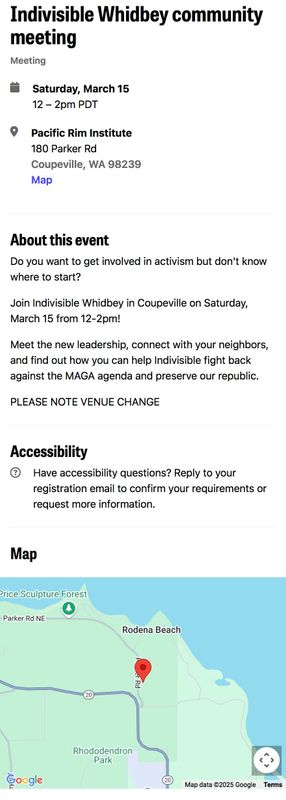 Indivisible Whidbey community
meeting
Meeting
Saturday, March 15
12 – 2pm PDT
Pacific Rim Institute
180 Parker Rd
Coupeville, WA 98239
Map
About this event
Do you want to get involved in activism but don't know
where to start?
Join Indivisible Whidbey in Coupeville on Saturday,
March 15 from 12-2pm!
Meet the new leadership, connect with your neighbors,
and find out how you can help Indivisible fight back
against the MAGA agenda and preserve our republic.
PLEASE NOTE VENUE CHANGE
Accessibility
Have accessibility questions? Reply to your
registration email to confirm your requirements or
request more information.
Map
Price Sculpture Forest
Parker Rd NE
Rodena Beach
Rd
20
Rhododendron
Park
20
Google
Map data ©2025 Google
Terms